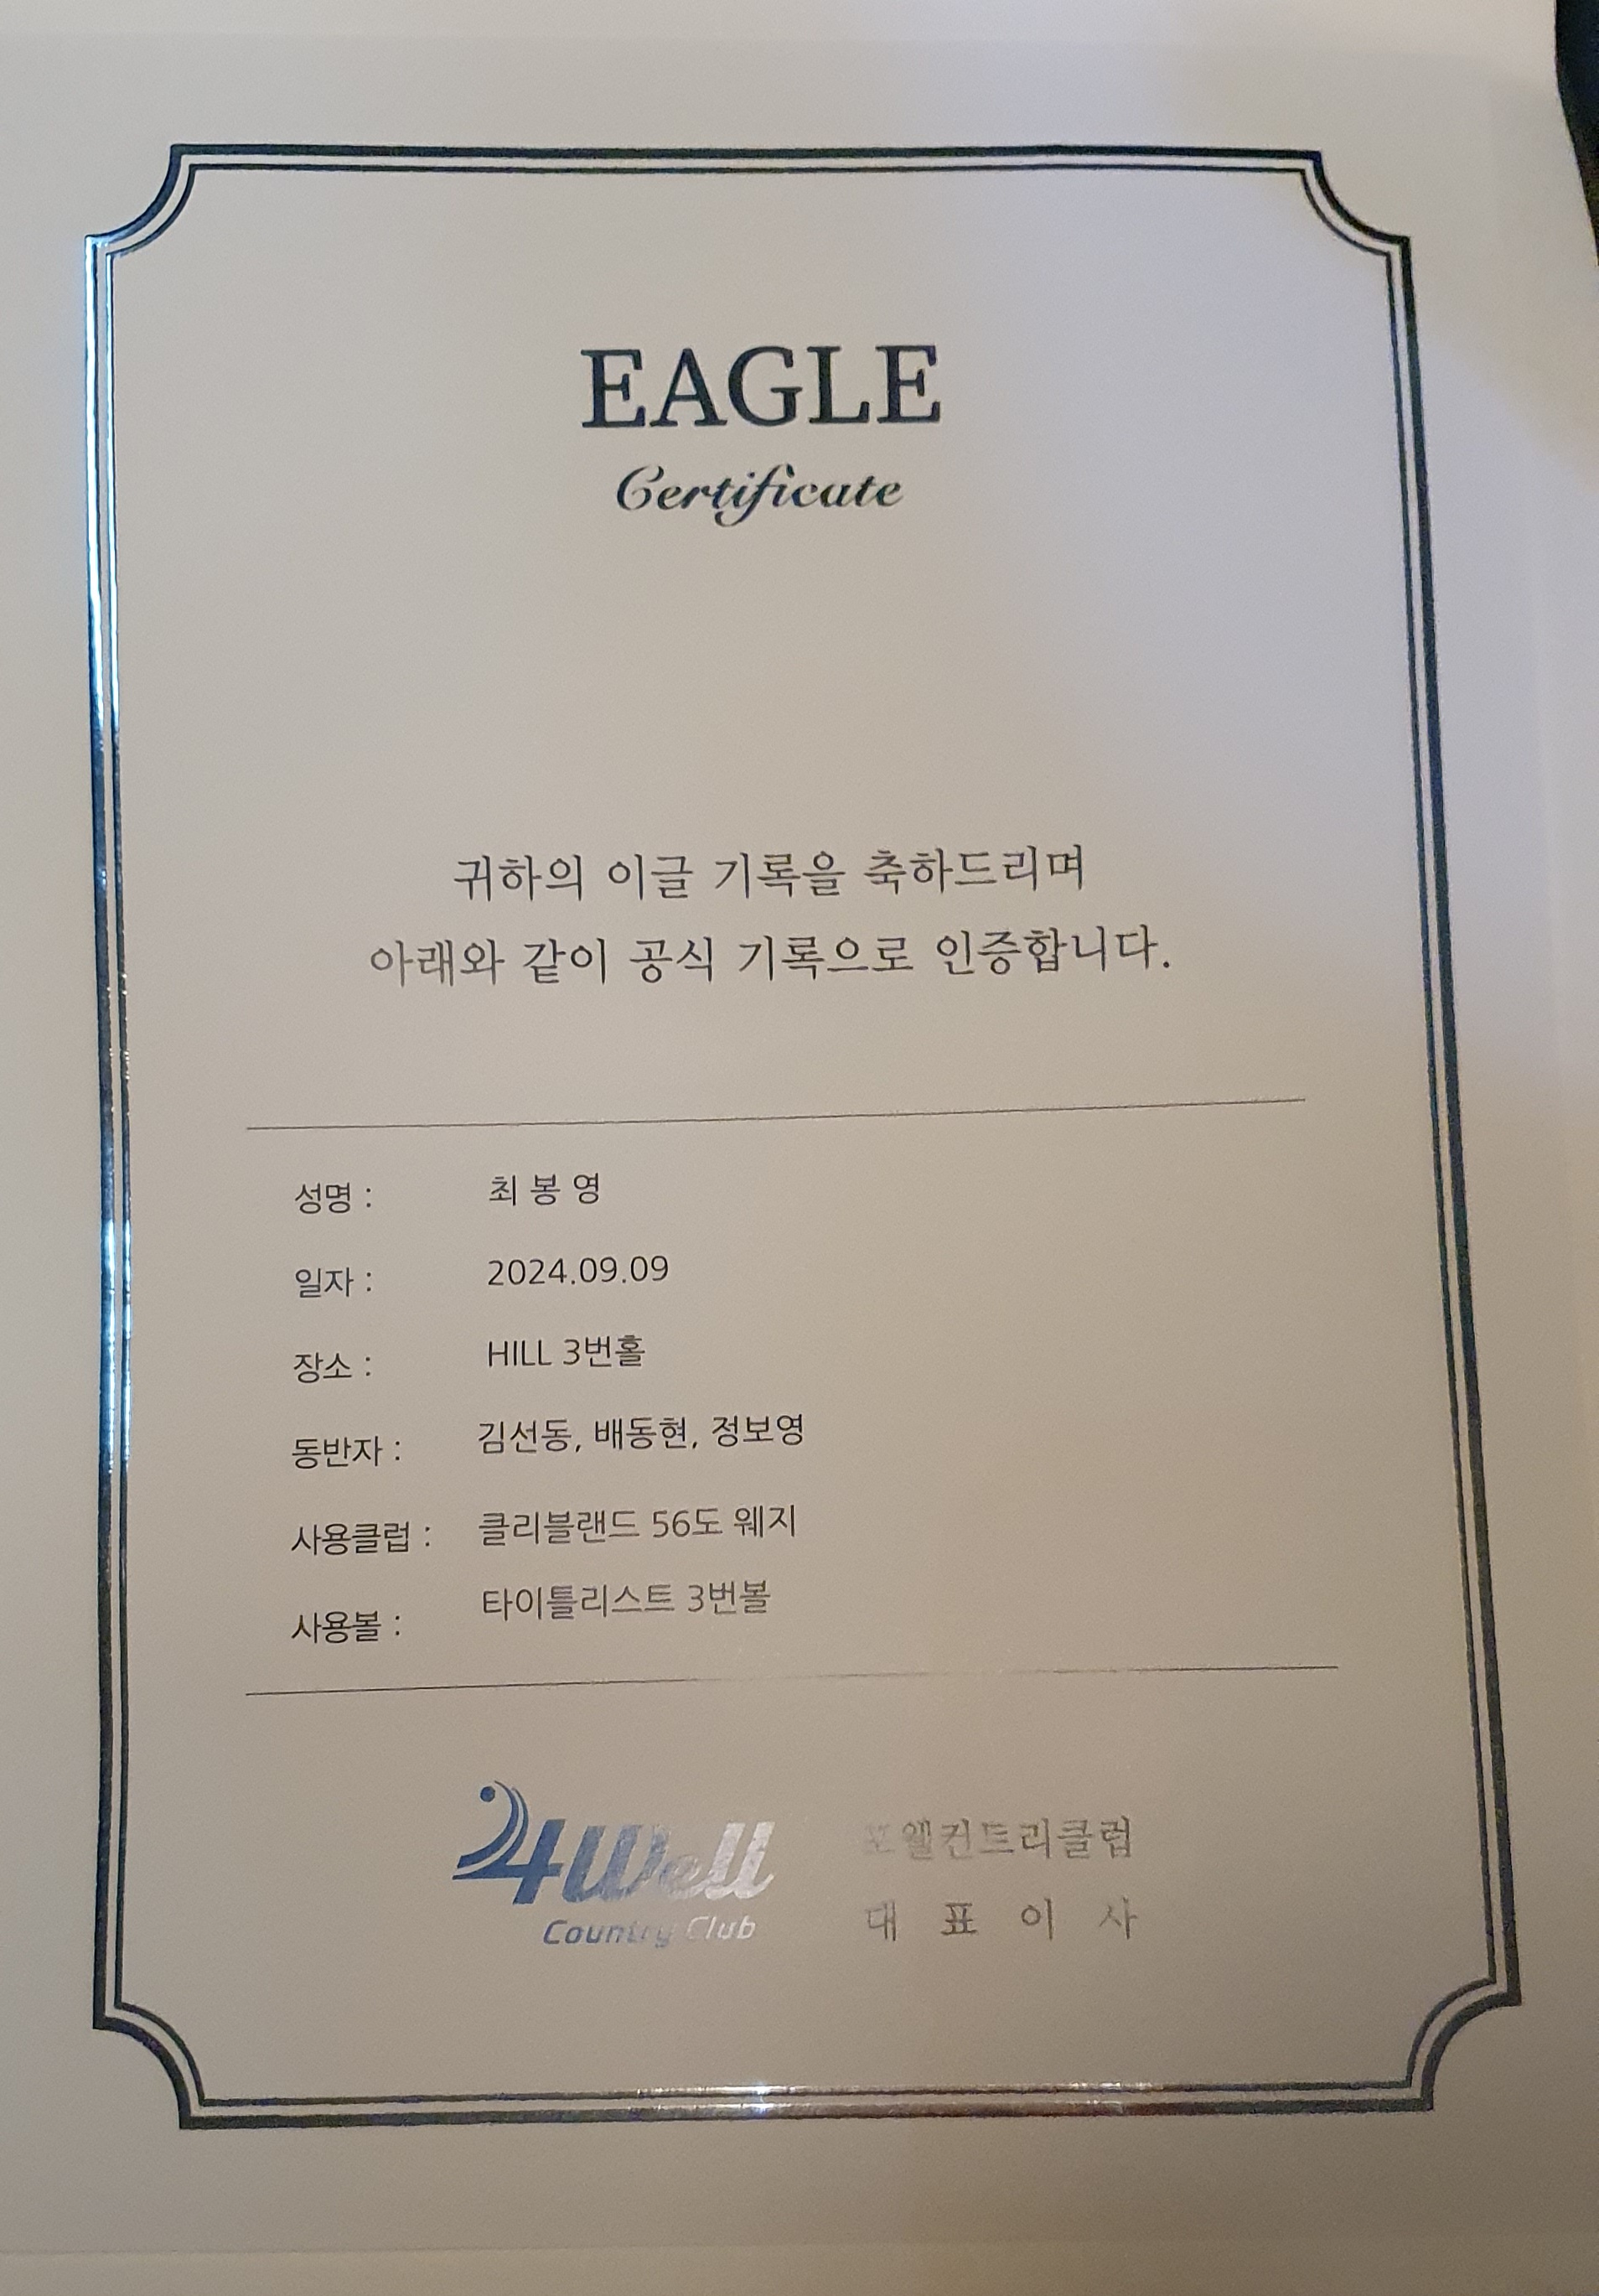 EAGLE
Certificate
귀하의 이글 기록을 축하드리며
아래와 같이 공식 기록으로 인증합니다.
성명 : 최 봉 영
일자 : 2024.09.09
장소 : HILL 3번홀
동반자 : 김선동, 배동현, 정보영
사용클럽 : 클리블랜드 56도 웨지
사용볼 : 타이틀리스트 3번볼
4Well
Country Club
포웰컨트리클럽
대 표 이 사